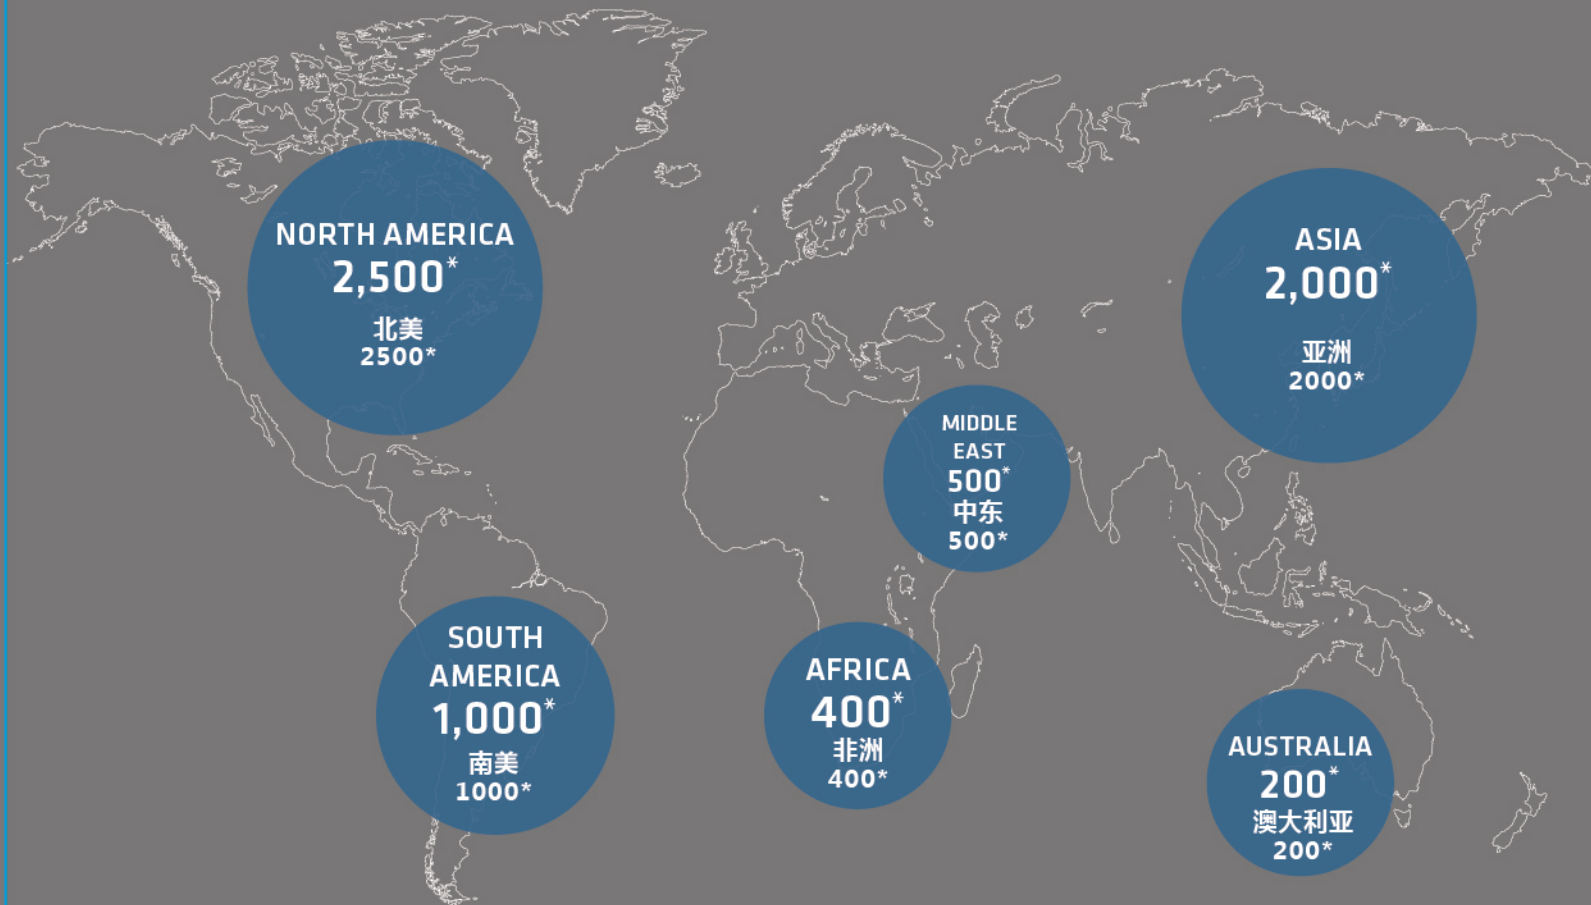 NORTH AMERICA
2,500*
北美
2500*
ASIA
2,000*
亚洲
2000*
MIDDLE
EAST
500*
中东
500*
SOUTH
AMERICA
1,000*
南美
1000*
AFRICA
400*
非洲
400*
AUSTRALIA
200*
澳大利亚
200*